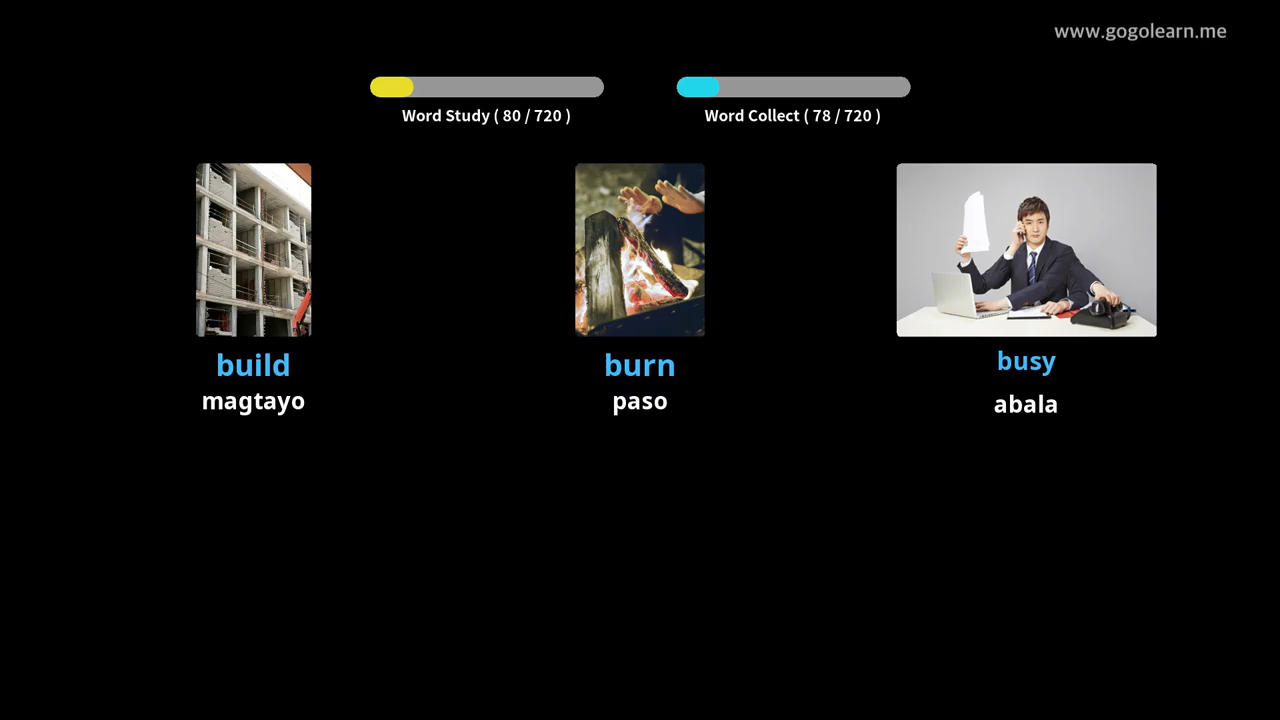 www.gogolearn.me
Word Study ( 80 / 720 )
Word Collect ( 78 / 720 )
build
magtayo
burn
paso
busy
abala